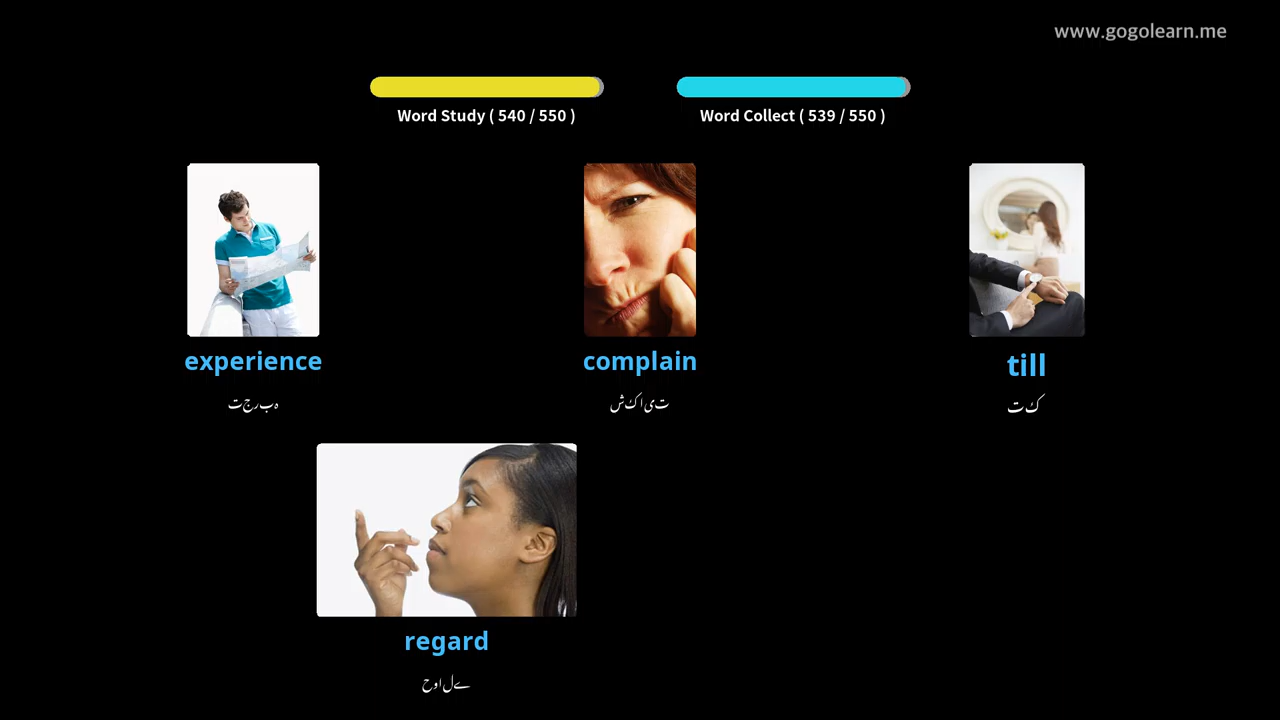 www.gogolearn.me
Word Study ( 540 / 550 )
Word Collect ( 539 / 550 )
experience
ہبرجت
complain
تیاکش
till
کت
regard
ےلاوح